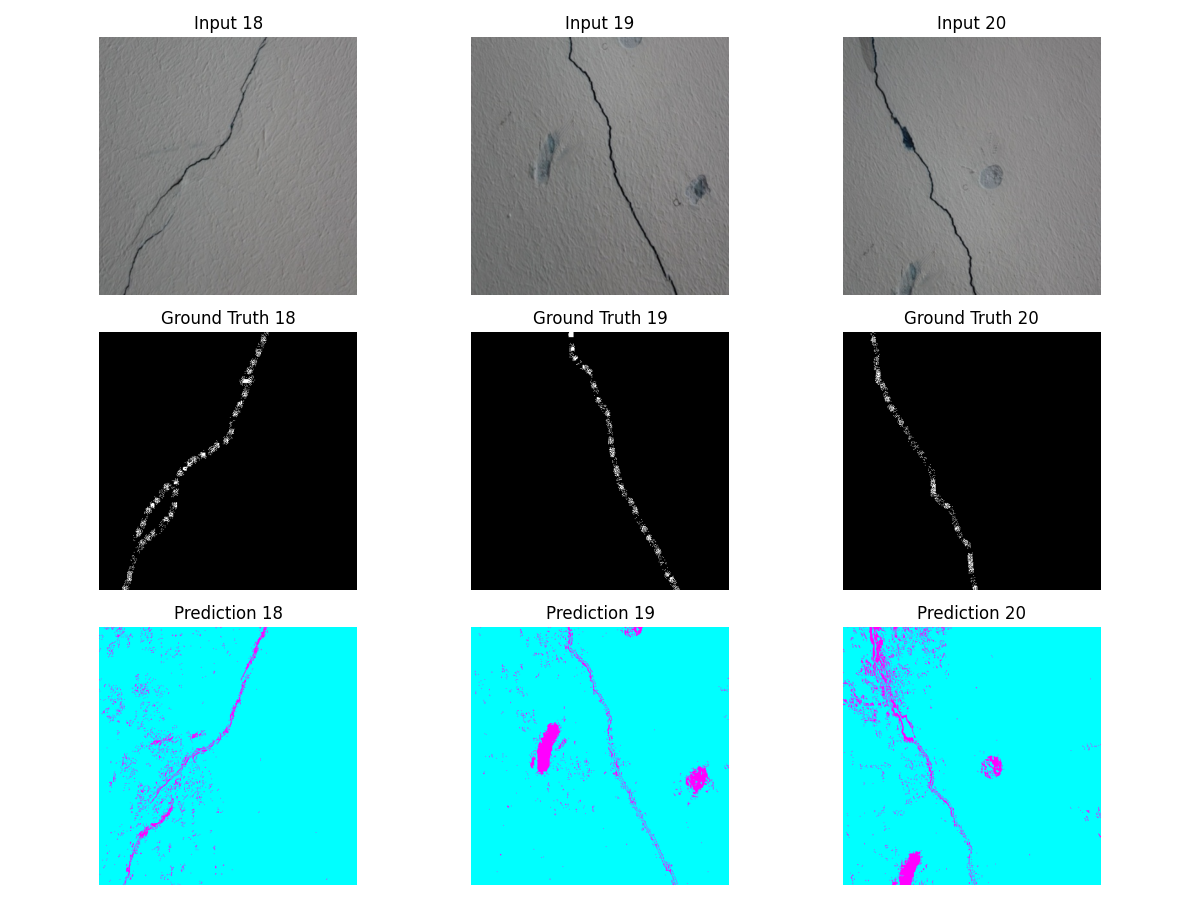 Input 18
Input 19
Input 20
Ground Truth 18
Ground Truth 19
Ground Truth 20
Prediction 18
Prediction 19
Prediction 20